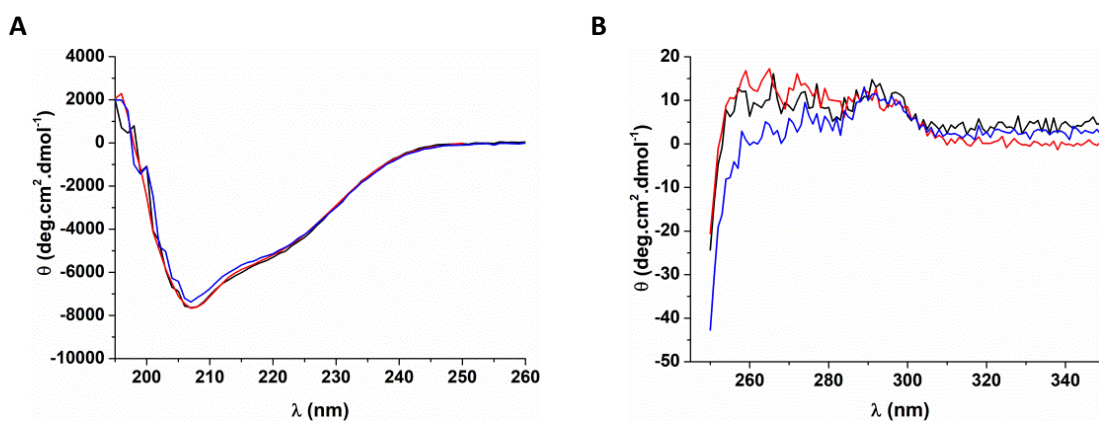 A
B
θ (deg.cm².dmol⁻¹)
4000
2000
0
-2000
-4000
-6000
-8000
-10000
200 210 220 230 240 250 260
λ (nm)
θ (deg.cm².dmol⁻¹)
20
10
0
-10
-20
-30
-40
-50
260 280 300 320 340
λ (nm)